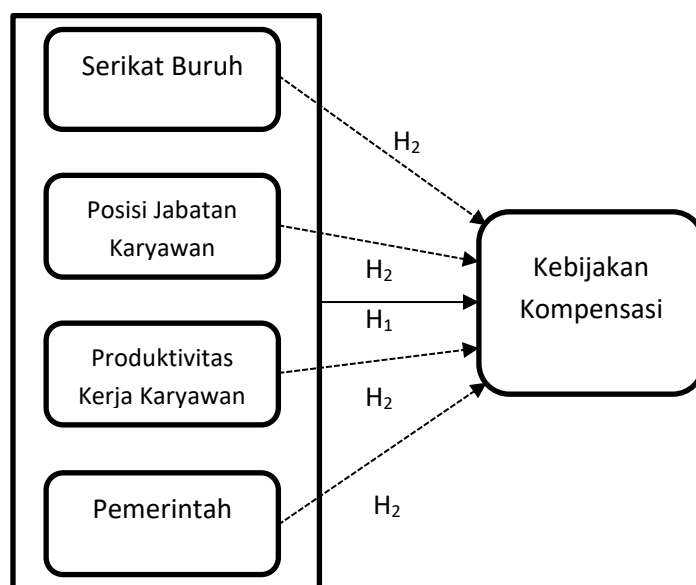 Serikat Buruh
H₂
Posisi Jabatan
Karyawan
H₂
Kebijakan
Kompensasi
H₁
Produktivitas
Kerja Karyawan
H₂
Pemerintah
H₂